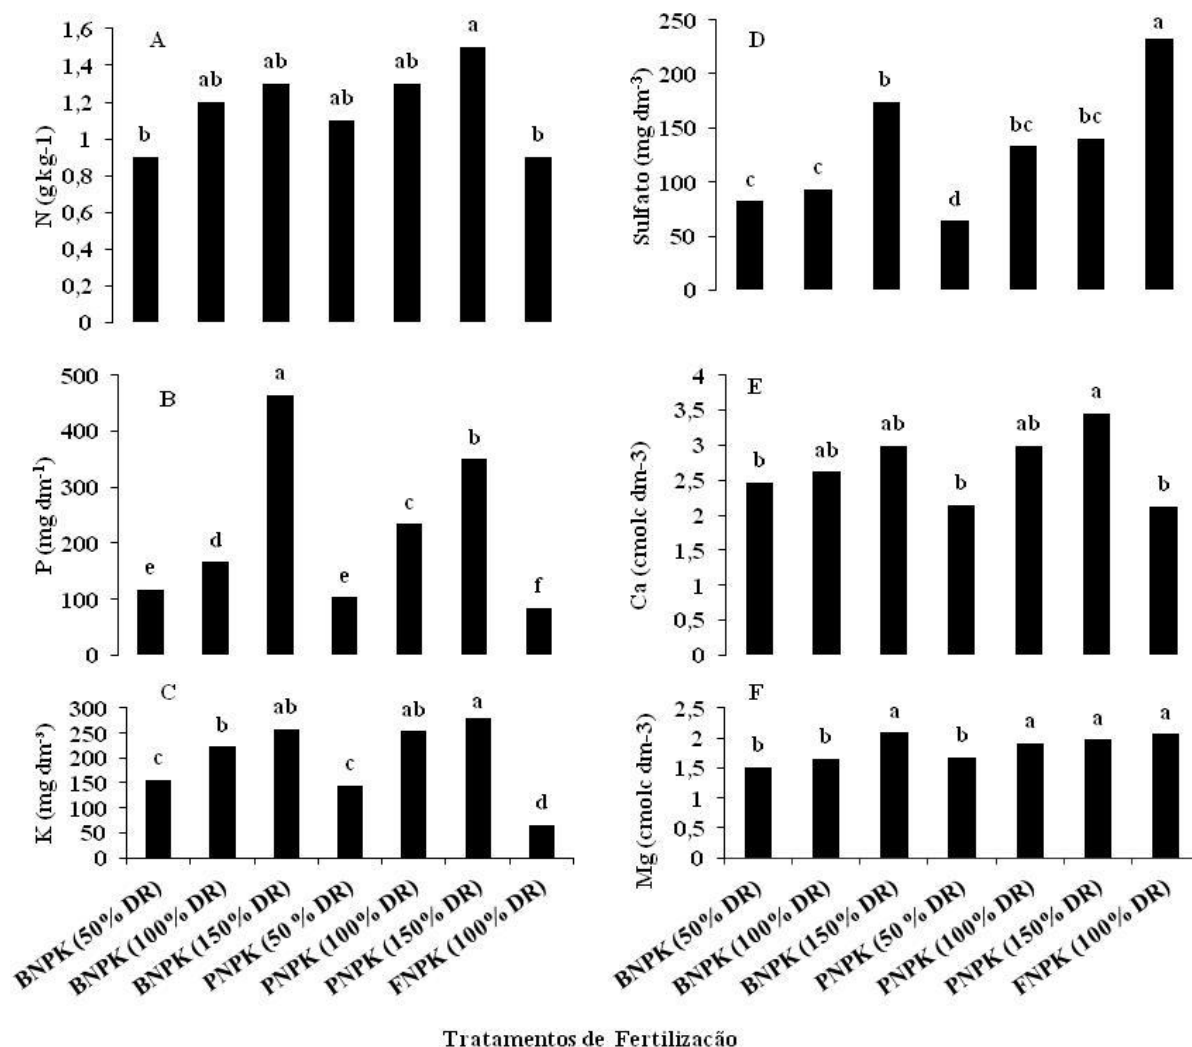 A
N (g kg-1)
1,6
1,4
1,2
1
0,8
0,6
0,4
0,2
0
b
ab
ab
ab
ab
a
b
D
Sulfato (mg dm-3)
250
200
150
100
50
0
c
c
b
d
bc
bc
a
B
P (mg dm-1)
500
400
300
200
100
0
e
d
a
e
c
b
f
E
Ca (cmolc dm-3)
4
3,5
3
2,5
2
1,5
1
0,5
0
b
ab
ab
b
ab
a
b
C
K (mg dm-3)
300
250
200
150
100
50
0
c
b
ab
c
ab
a
d
F
Mg (cmolc dm-3)
2,5
2
1,5
1
0,5
0
b
b
a
b
a
a
a
BNPK (50% DR)
BNPK (100% DR)
BNPK (150% DR)
PNPK (50 % DR)
PNPK (100% DR)
PNPK (150% DR)
FNPK (100% DR)
BNPK (50% DR)
BNPK (100% DR)
BNPK (150% DR)
PNPK (50 % DR)
PNPK (100% DR)
PNPK (150% DR)
FNPK (100% DR)
Tratamentos de Fertilização